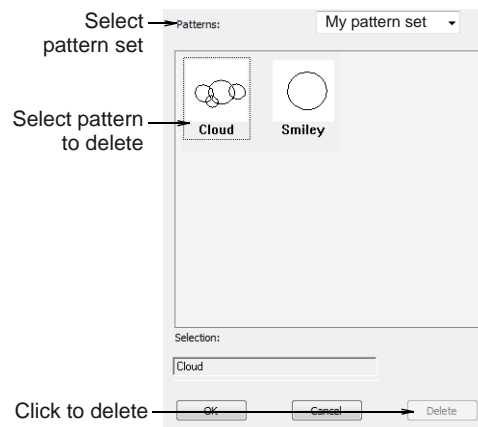 Select
pattern set
Patterns:
My pattern set
Select pattern
to delete
Cloud
Smiley
Selection:
Cloud
Click to delete
OK
Cancel
Delete